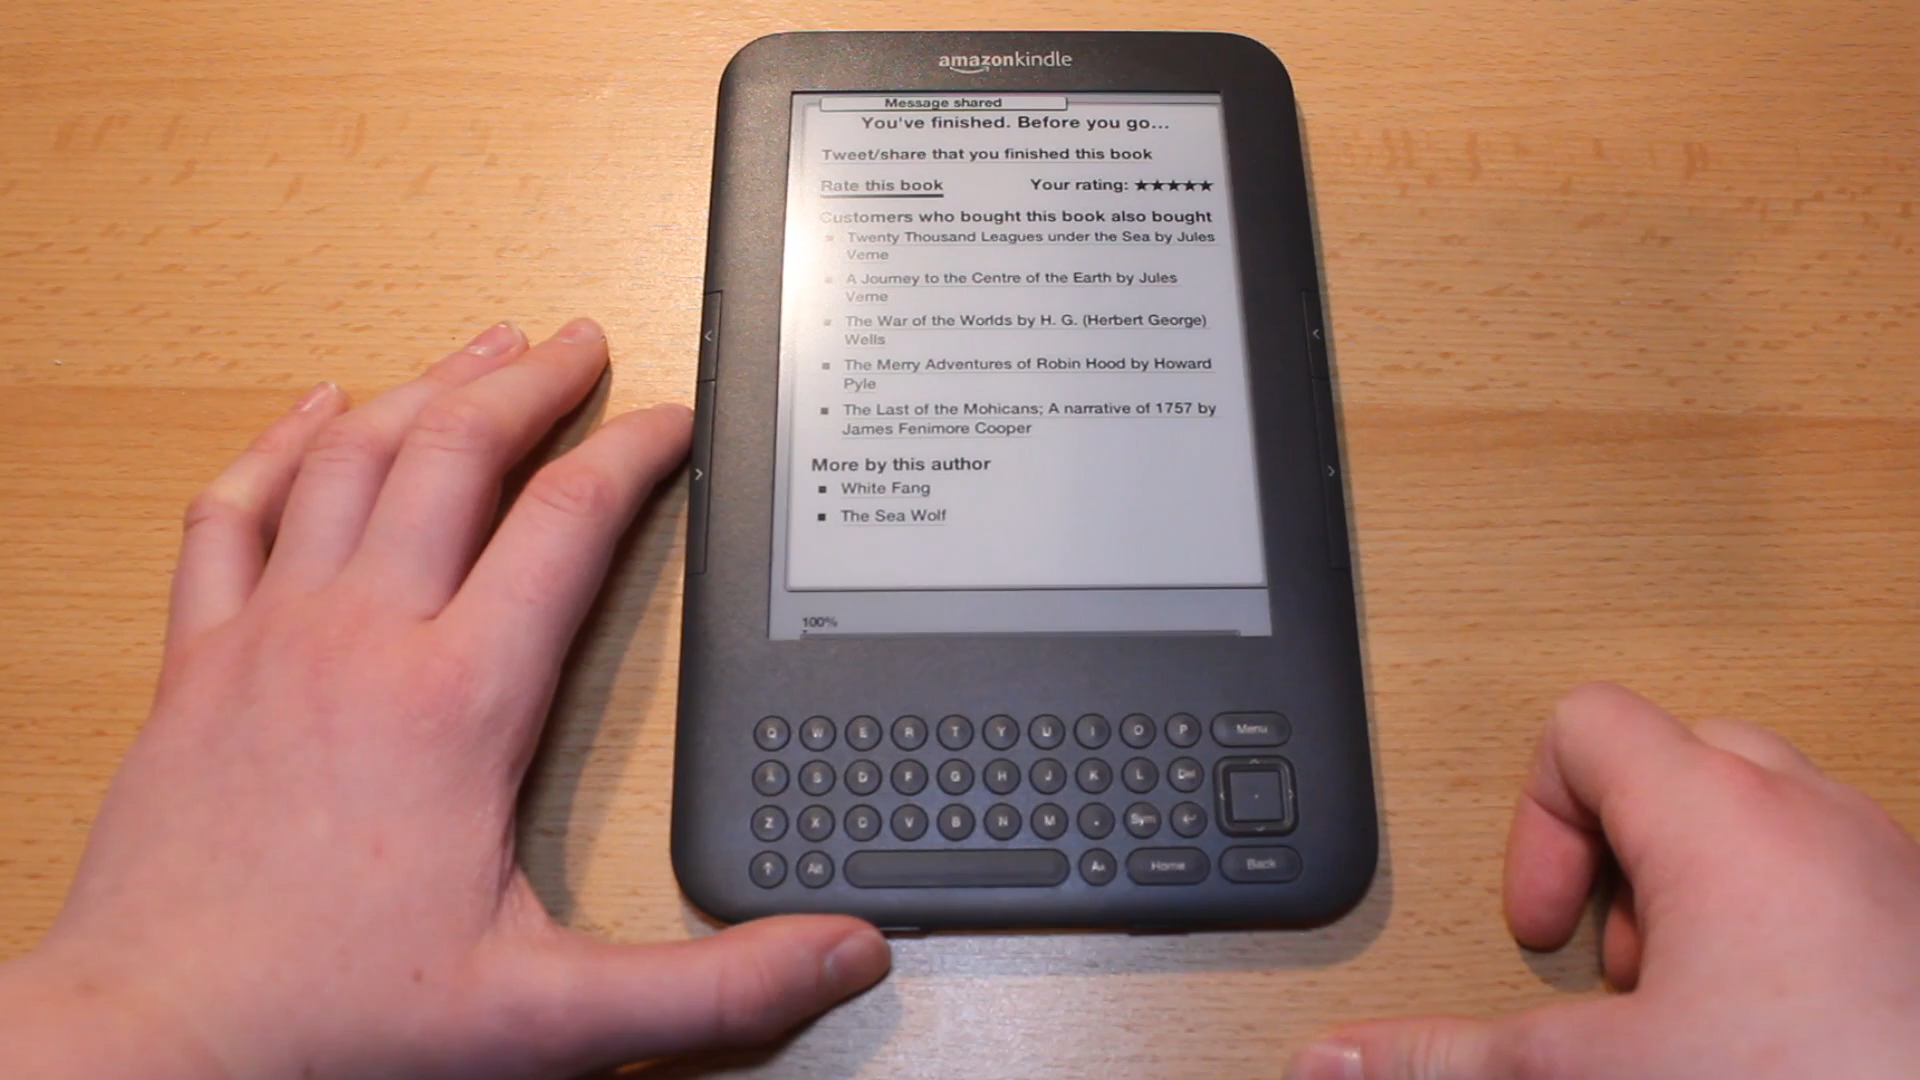 amazonkindle
Message shared
You've finished. Before you go...
Tweet/share that you finished this book
Rate this book Your rating: ★★★★★
Customers who bought this book also bought
Twenty Thousand Leagues under the Sea by Jules
Verne
A Journey to the Centre of the Earth by Jules
Verne
The War of the Worlds by H. G. (Herbert George)
Wells
The Merry Adventures of Robin Hood by Howard
Pyle
The Last of the Mohicans; A narrative of 1757 by
James Fenimore Cooper
More by this author
White Fang
The Sea Wolf
100%
Q W E R T Y U I O P Menu
A S D F G H J K L Del
Z X C V B N M . Sym
Alt Aa Home Back